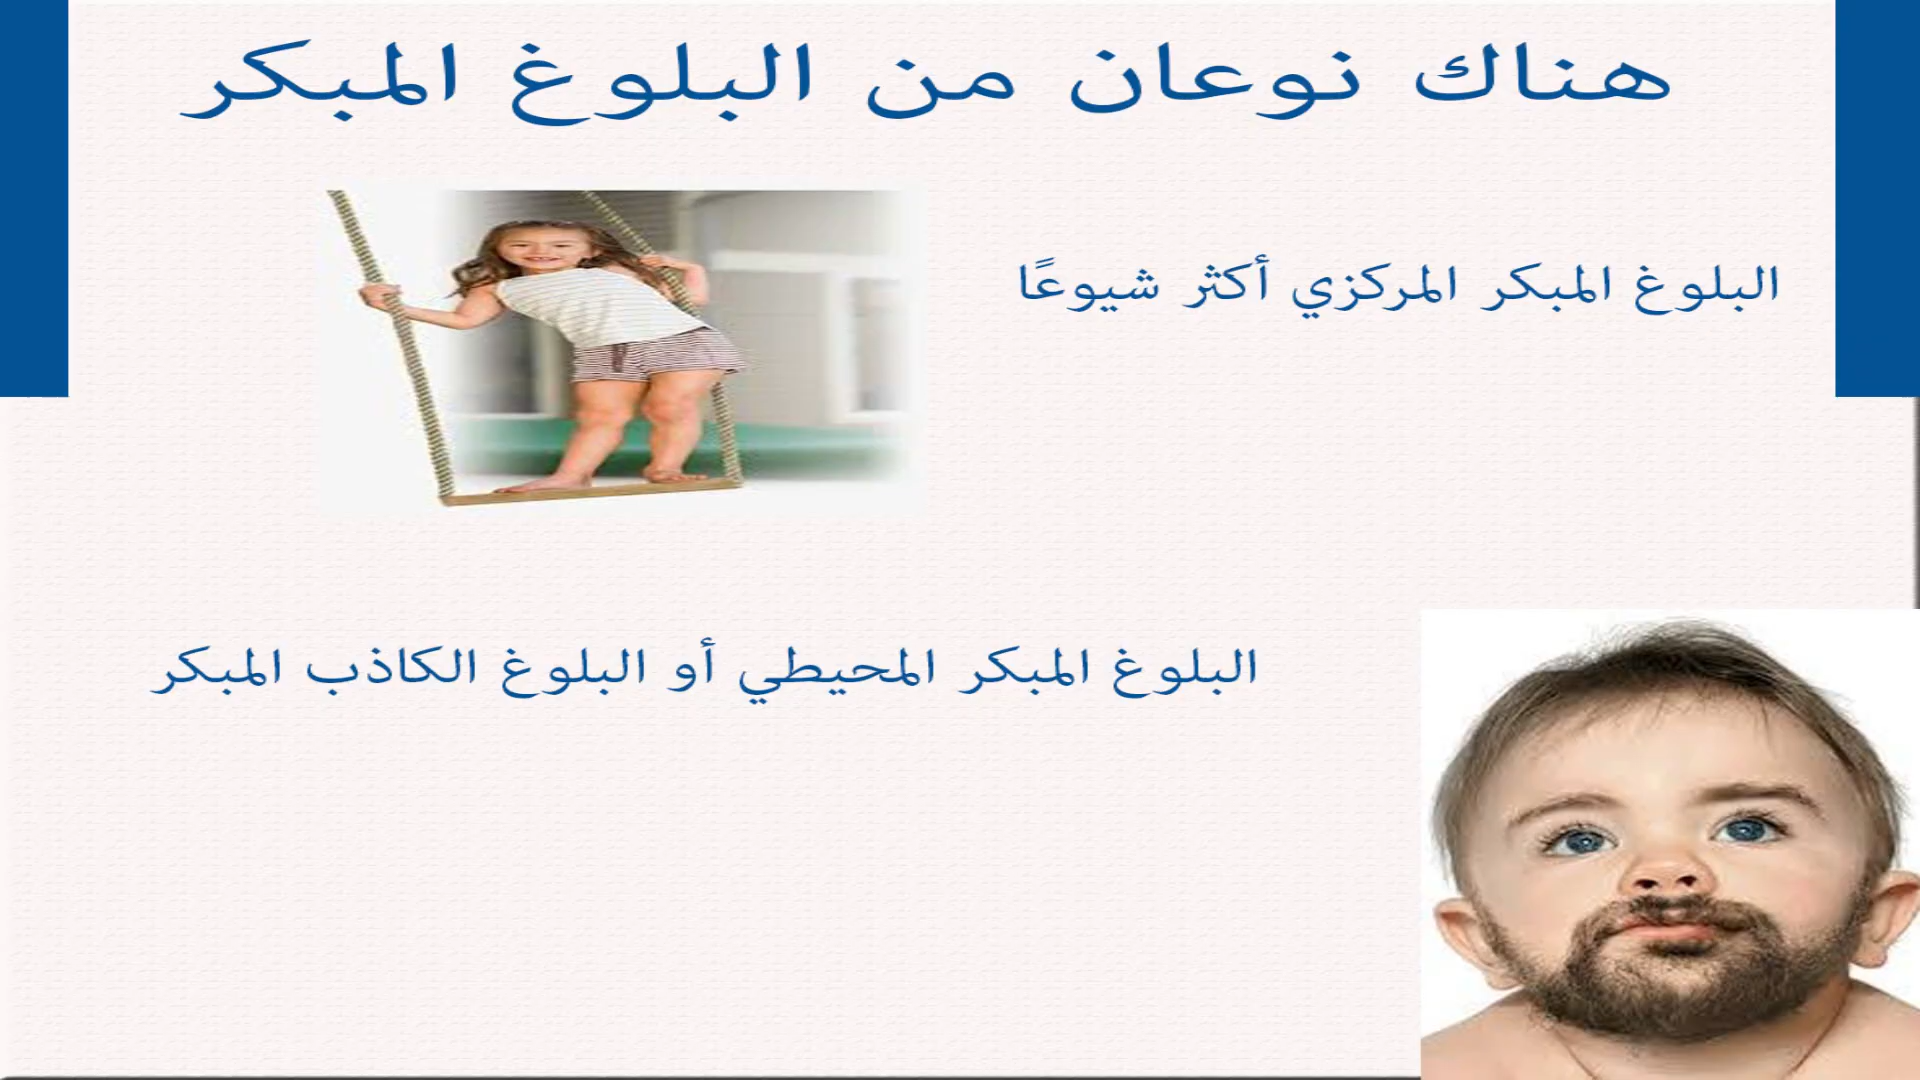 هناك نوعان من البلوغ المبكر
البلوغ المبكر المركزي أكثر شيوعًا
البلوغ المبكر المحيطي أو البلوغ الكاذب المبكر